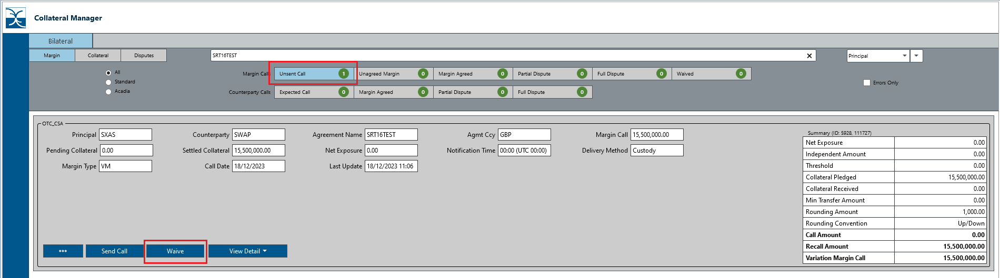 Collateral Manager
Bilateral
Margin Collateral Disputes SRT16TEST Principal
All Margin Calls Unsent Call 1 Unagreed Margin 0 Margin Agreed 0 Partial Dispute 0 Full Dispute 0 Waived 0
Standard Errors Only
Acadia Counterparty Calls Expected Call 0 Margin Agreed 0 Partial Dispute 0 Full Dispute 0
OTC_CSA
Principal SXAS Counterparty SWAP Agreement Name SRT16TEST Agmt Ccy GBP Margin Call 15,500,000.00
Pending Collateral 0.00 Settled Collateral 15,500,000.00 Net Exposure 0.00 Notification Time 00:00 (UTC 00:00) Delivery Method Custody
Margin Type VM Call Date 18/12/2023 Last Update 18/12/2023 11:06
Summary (ID: 5928, 111727)
Net Exposure 0.00
Independent Amount 0.00
Threshold 0.00
Collateral Pledged 15,500,000.00
Collateral Received 0.00
Min Transfer Amount 0.00
Rounding Amount 1,000.00
Rounding Convention Up/Down
Call Amount 0.00
Recall Amount 15,500,000.00
Variation Margin Call 15,500,000.00
••• Send Call Waive View Detail